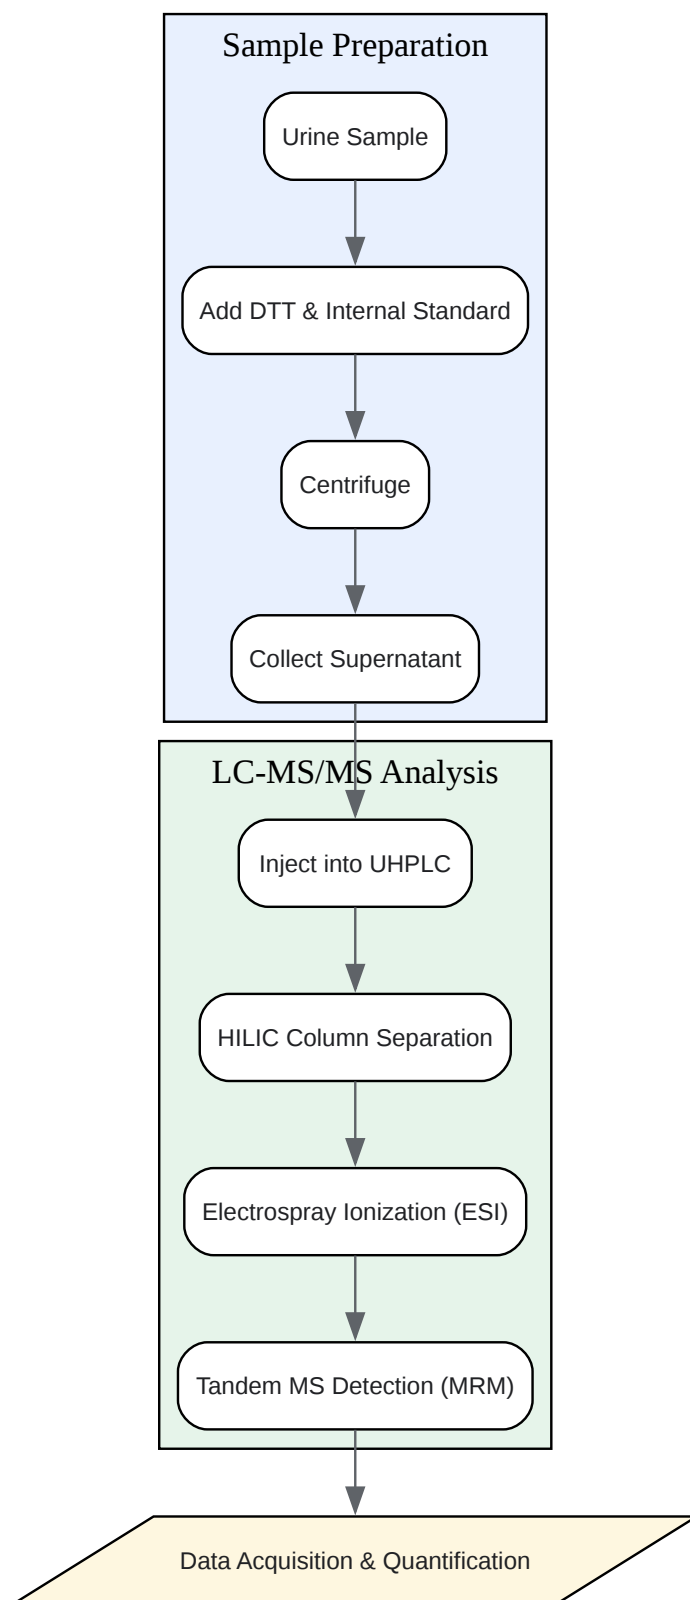 Sample Preparation
Urine Sample
Add DTT & Internal Standard
Centrifuge
Collect Supernatant
LC-MS/MS Analysis
Inject into UHPLC
HILIC Column Separation
Electrospray Ionization (ESI)
Tandem MS Detection (MRM)
Data Acquisition & Quantification